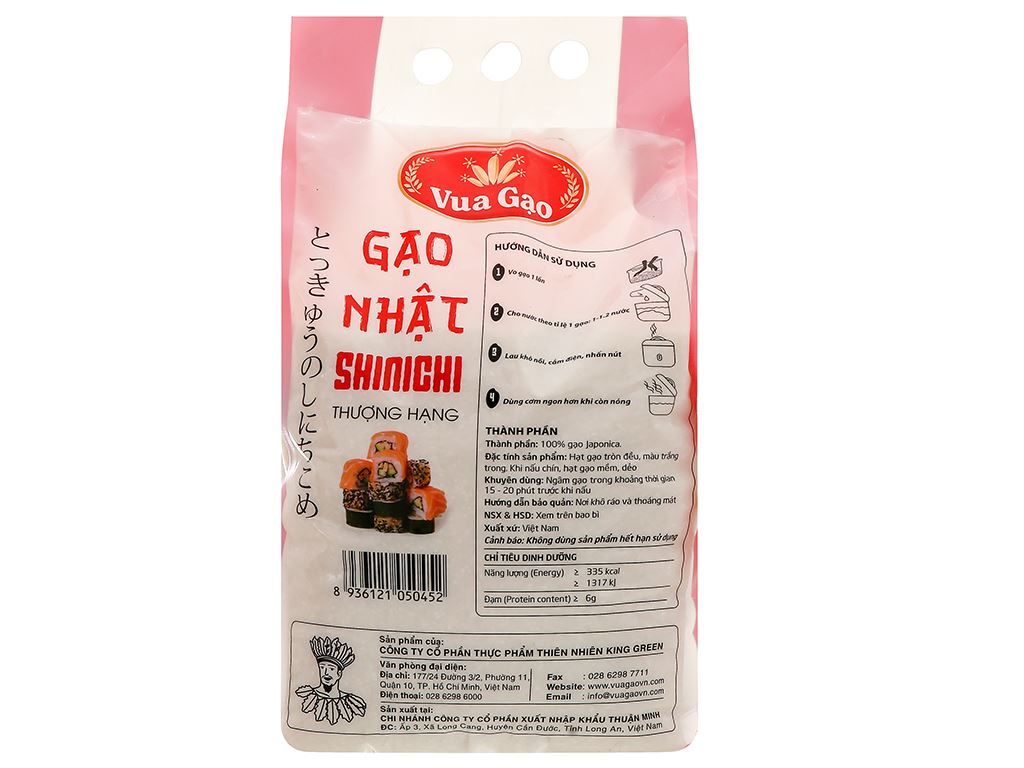 Vua Gạo
GẠO
NHẬT
SHINICHI
THƯỢNG HẠNG
とっきゅうのしにちこめ
8 936121 050452
HƯỚNG DẪN SỬ DỤNG
1 Vo gạo 1 lần
2 Cho nước theo tỉ lệ 1 gạo: 1-1.2 nước
3 Lau khô nồi, cắm điện, nhấn nút
4 Dùng cơm ngon hơn khi còn nóng
THÀNH PHẦN
Thành phần: 100% gạo Japonica.
Đặc tính sản phẩm: Hạt gạo tròn đều, màu trắng
trong. Khi nấu chín, hạt gạo mềm, dẻo
Khuyên dùng: Ngâm gạo trong khoảng thời gian
15 - 20 phút trước khi nấu
Hướng dẫn bảo quản: Nơi khô ráo và thoáng mát
NSX & HSD: Xem trên bao bì
Xuất xứ: Việt Nam
Cảnh báo: Không dùng sản phẩm hết hạn sử dụng
CHỈ TIÊU DINH DƯỠNG
Năng lượng (Energy) ≥ 335 kcal
≥ 1317 kJ
Đạm (Protein content) ≥ 6g
Sản phẩm của:
CÔNG TY CỔ PHẦN THỰC PHẨM THIÊN NHIÊN KING GREEN
Văn phòng đại diện:
Địa chỉ: 177/24 Đường 3/2, Phường 11,
Quận 10, TP. Hồ Chí Minh, Việt Nam
Điện thoại: 028 6298 6000
Fax : 028 6298 7711
Website: www.vuagaovn.com
Email : info@vuagaovn.com
Sản xuất tại:
CHI NHÁNH CÔNG TY CỔ PHẦN XUẤT NHẬP KHẨU THUẬN MINH
ĐC: Ấp 3, Xã Long Cang, Huyện Cần Đước, Tỉnh Long An, Việt Nam